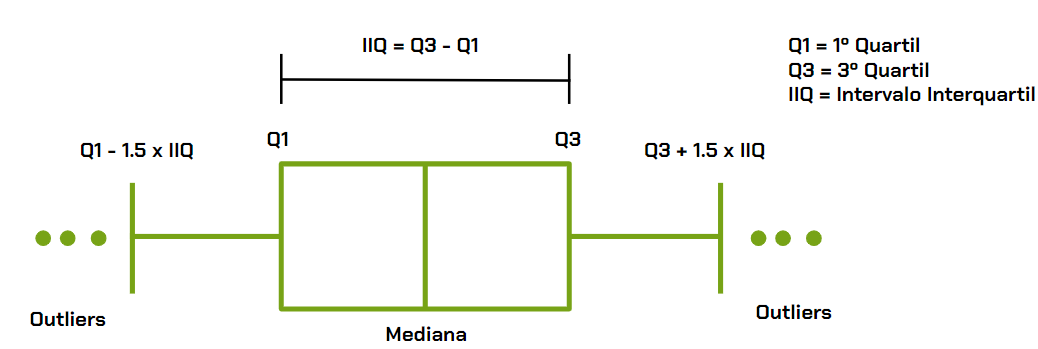 IIQ = Q3 - Q1
Q1 = 1º Quartil
Q3 = 3º Quartil
IIQ = Intervalo Interquartil
Q1
Q3
Q1 - 1.5 x IIQ
Q3 + 1.5 x IIQ
Outliers
Mediana
Outliers